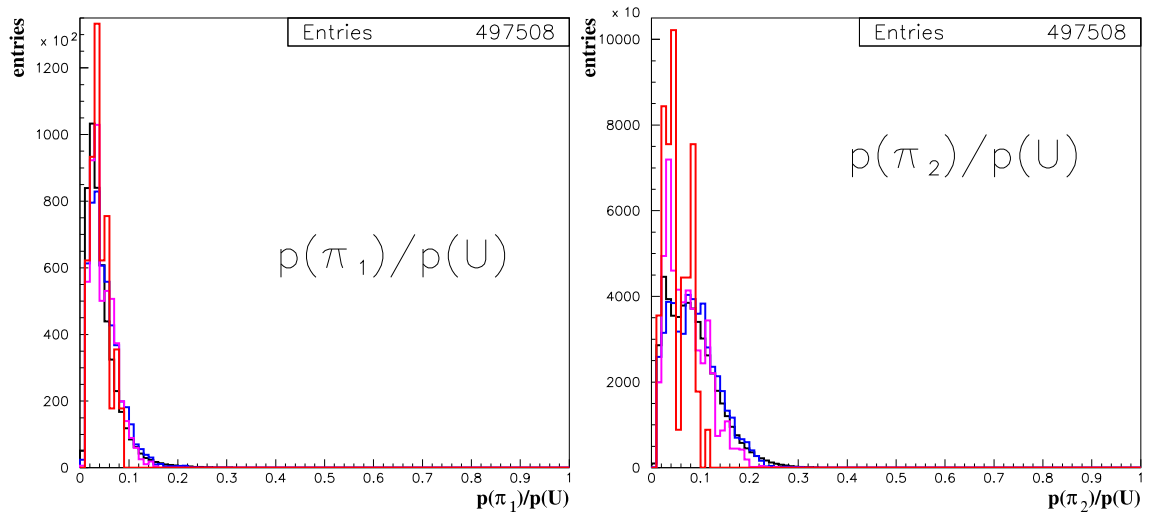 Entries 497508
entries
× 10²
1200
1000
800
600
400
200
0
p(π₁)/p(U)
0 0.1 0.2 0.3 0.4 0.5 0.6 0.7 0.8 0.9 1
p(π₁)/p(U)
Entries 497508
entries
× 10
10000
8000
6000
4000
2000
0
p(π₂)/p(U)
0 0.1 0.2 0.3 0.4 0.5 0.6 0.7 0.8 0.9 1
p(π₂)/p(U)